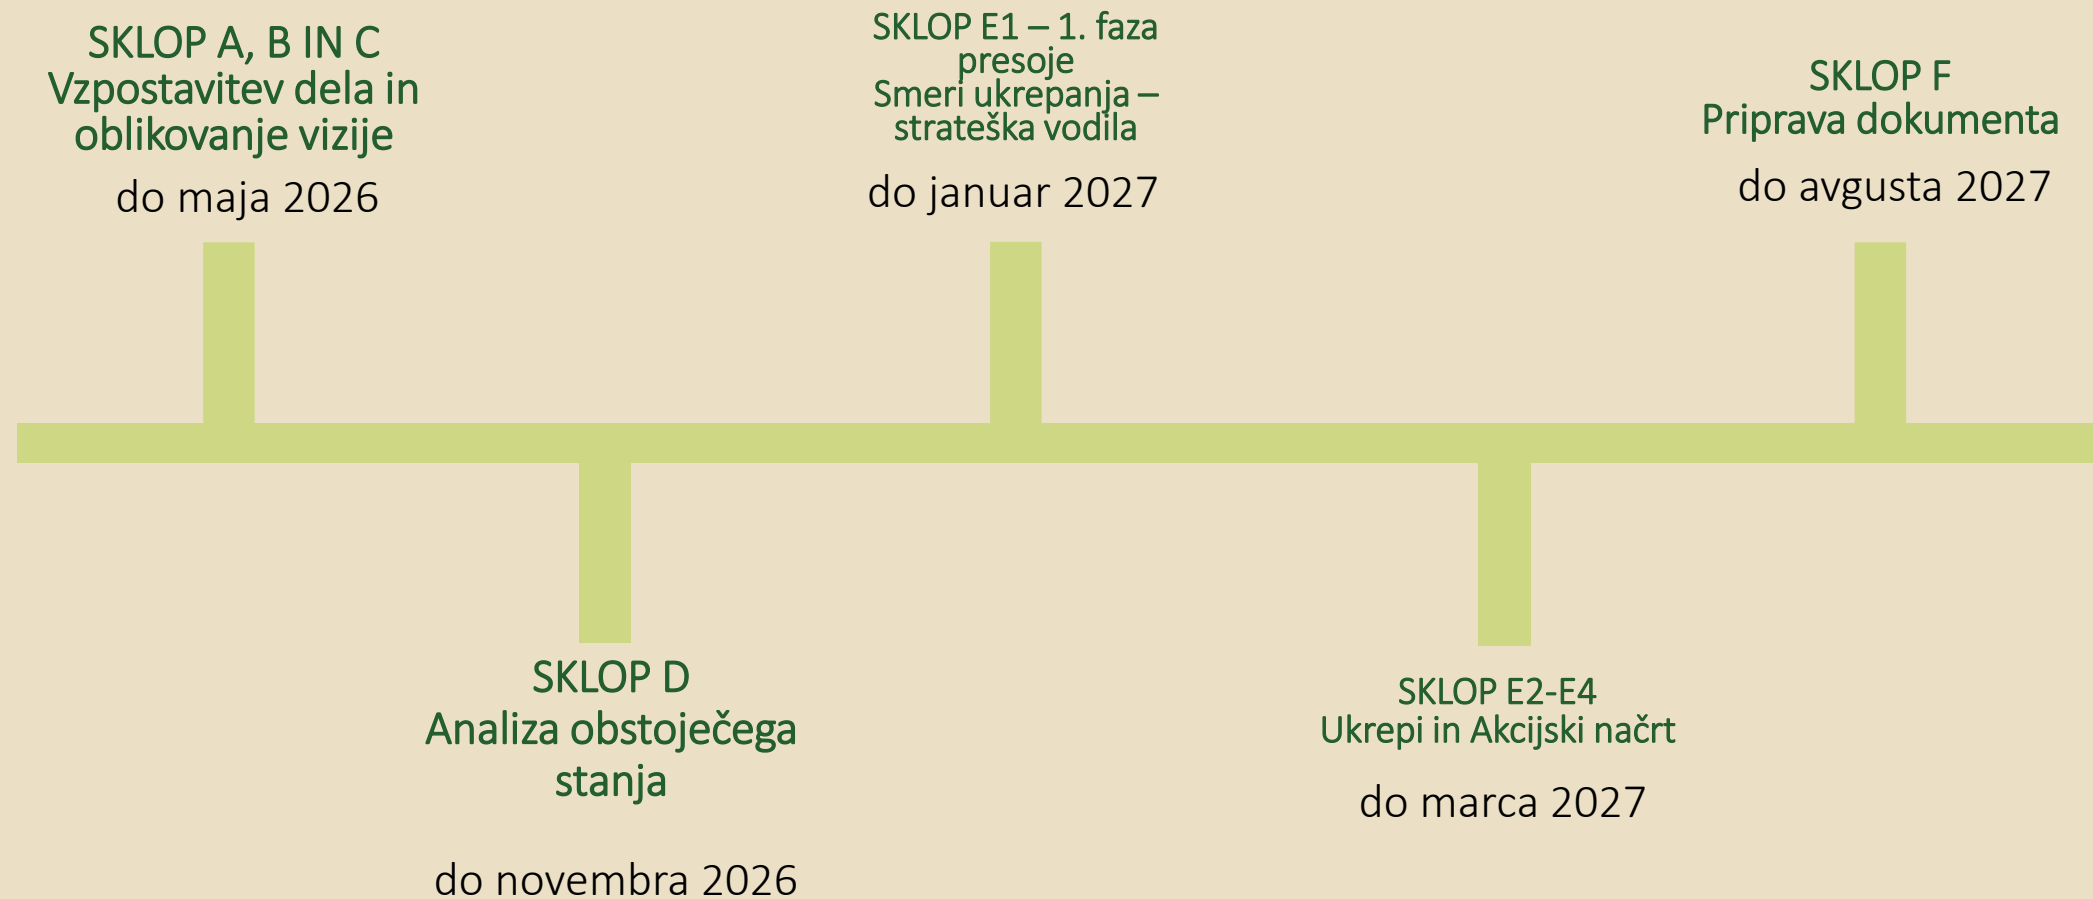 SKLOP A, B IN C
Vzpostavitev dela in
oblikovanje vizije
do maja 2026
SKLOP D
Analiza obstoječega
stanja
do novembra 2026
SKLOP E1 – 1. faza
presoje
Smeri ukrepanja –
strateška vodila
do januar 2027
SKLOP E2-E4
Ukrepi in Akcijski načrt
do marca 2027
SKLOP F
Priprava dokumenta
do avgusta 2027